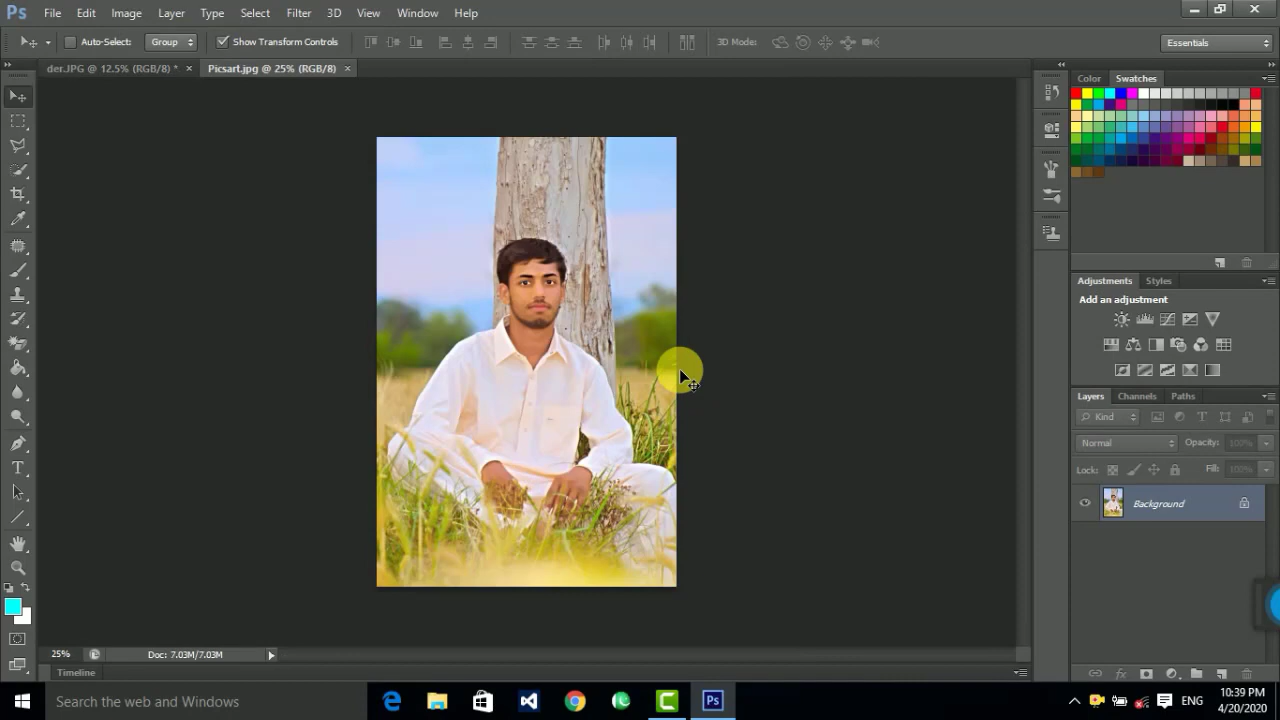 Ps File Edit Image Layer Type Select Filter 3D View Window Help
Auto-Select: Group Show Transform Controls 3D Mode: Essentials
der.JPG @ 12.5% (RGB/8) * × Picsart.jpg @ 25% (RGB/8) ×
Color Swatches
Adjustments Styles
Add an adjustment
Layers Channels Paths
Kind
Normal Opacity: 100%
Lock: Fill: 100%
Background
25% Doc: 7.03M/7.03M
Timeline
Search the web and Windows Ps ENG 10:39 PM
4/20/2020